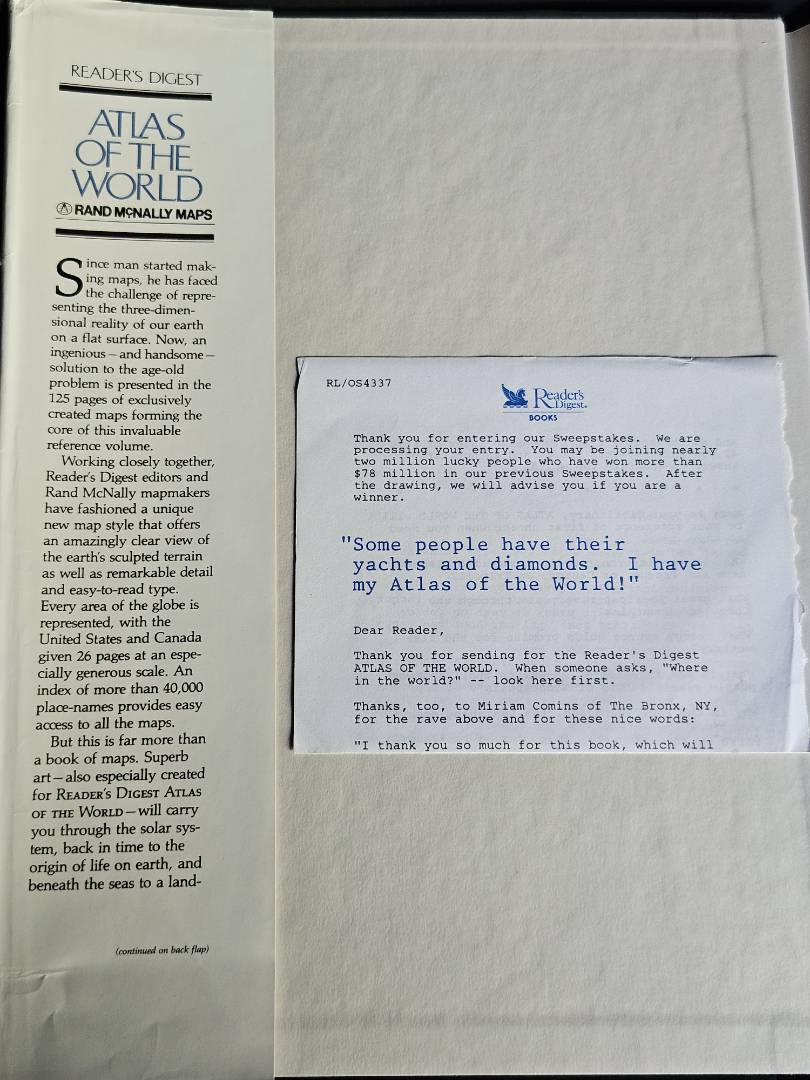 READER'S DIGEST
ATLAS
OF THE
WORLD
RAND McNALLY MAPS
Since man started mak-
ing maps, he has faced
the challenge of repre-
senting the three-dimen-
sional reality of our earth
on a flat surface. Now, an
ingenious—and handsome—
solution to the age-old
problem is presented in the
125 pages of exclusively
created maps forming the
core of this invaluable
reference volume.
Working closely together,
Reader's Digest editors and
Rand McNally mapmakers
have fashioned a unique
new map style that offers
an amazingly clear view of
the earth's sculpted terrain
as well as remarkable detail
and easy-to-read type.
Every area of the globe is
represented, with the
United States and Canada
given 26 pages at an espe-
cially generous scale. An
index of more than 40,000
place-names provides easy
access to all the maps.
But this is far more than
a book of maps. Superb
art—also especially created
for READER'S DIGEST ATLAS
OF THE WORLD—will carry
you through the solar sys-
tem, back in time to the
origin of life on earth, and
beneath the seas to a land-
(continued on back flap)
RL/OS4337
Reader's
Digest.
BOOKS
Thank you for entering our Sweepstakes. We are
processing your entry. You may be joining nearly
two million lucky people who have won more than
$78 million in our previous Sweepstakes. After
the drawing, we will advise you if you are a
winner.
"Some people have their
yachts and diamonds. I have
my Atlas of the World!"
Dear Reader,
Thank you for sending for the Reader's Digest
ATLAS OF THE WORLD. When someone asks, "Where
in the world?" -- look here first.
Thanks, too, to Miriam Comins of The Bronx, NY,
for the rave above and for these nice words:
"I thank you so much for this book, which will